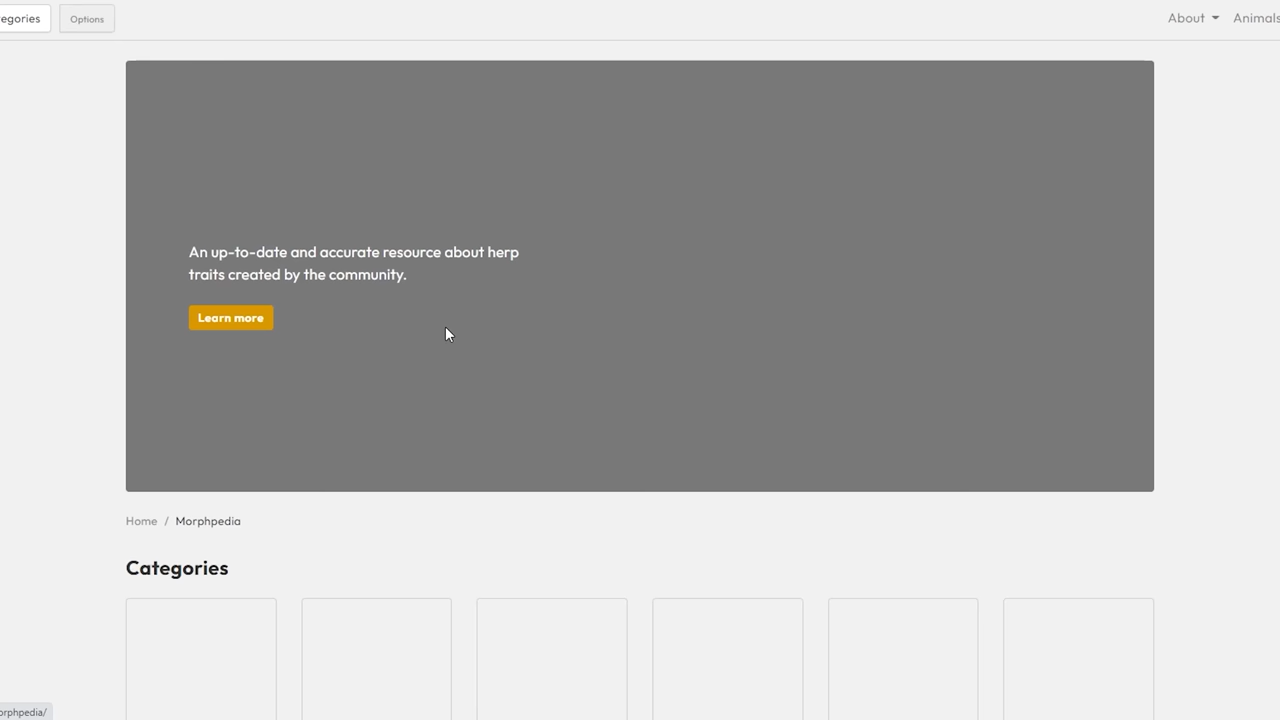 egories
Options
About
Animals
An up-to-date and accurate resource about herp
traits created by the community.
Learn more
Home / Morphpedia
Categories
orphpedia/